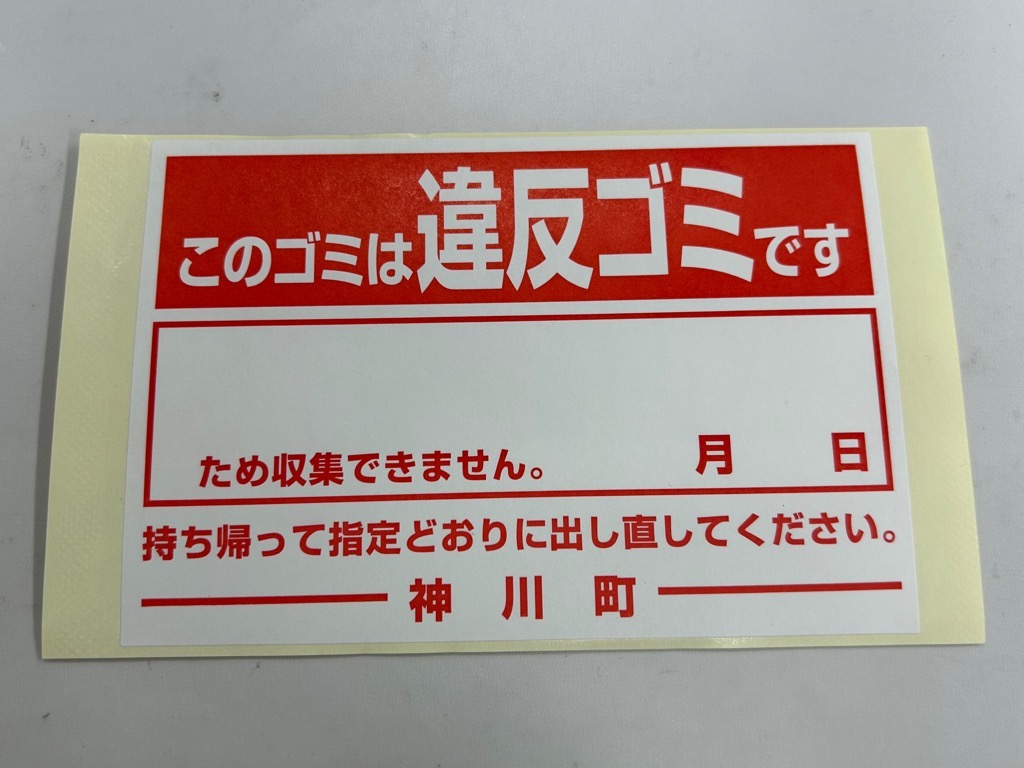 このゴミは違反ゴミです
ため収集できません。 月 日
持ち帰って指定どおりに出し直してください。
神川町